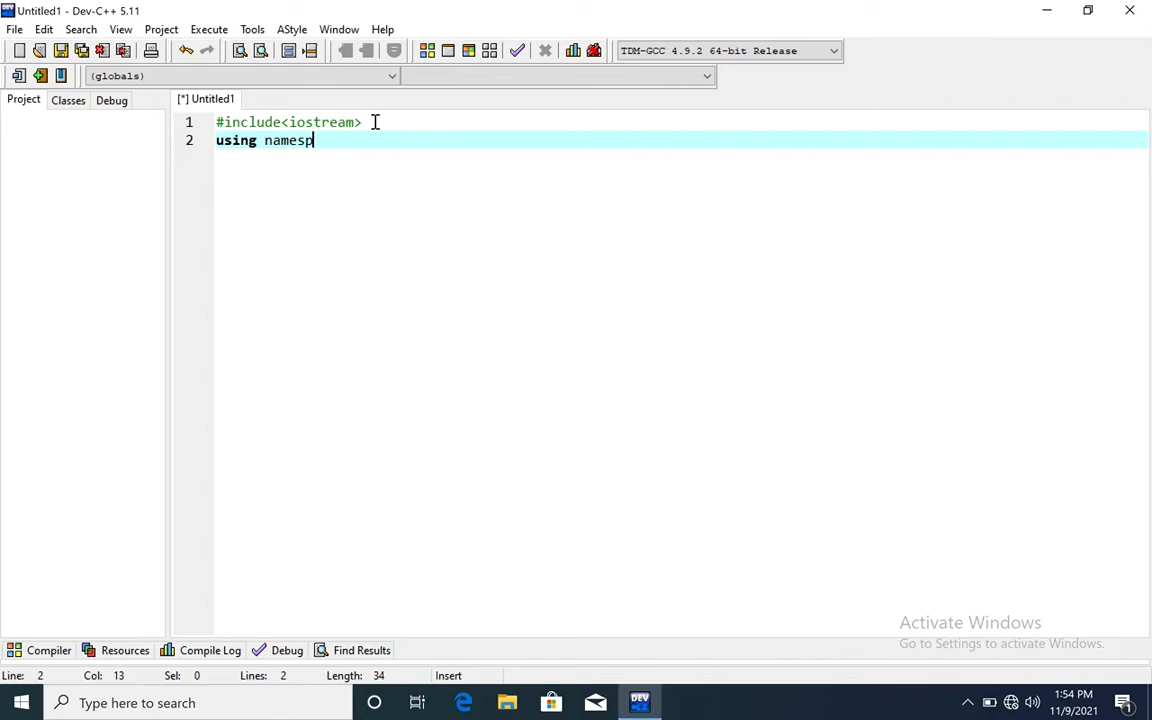 Untitled1 - Dev-C++ 5.11
File Edit Search View Project Execute Tools AStyle Window Help
TDM-GCC 4.9.2 64-bit Release
(globals)
Project Classes Debug [*] Untitled1
1 #include<iostream>
2 using namesp
Activate Windows
Go to Settings to activate Windows.
Compiler Resources Compile Log Debug Find Results
Line: 2 Col: 13 Sel: 0 Lines: 2 Length: 34 Insert
Type here to search
DEV
1:54 PM
11/9/2021
1